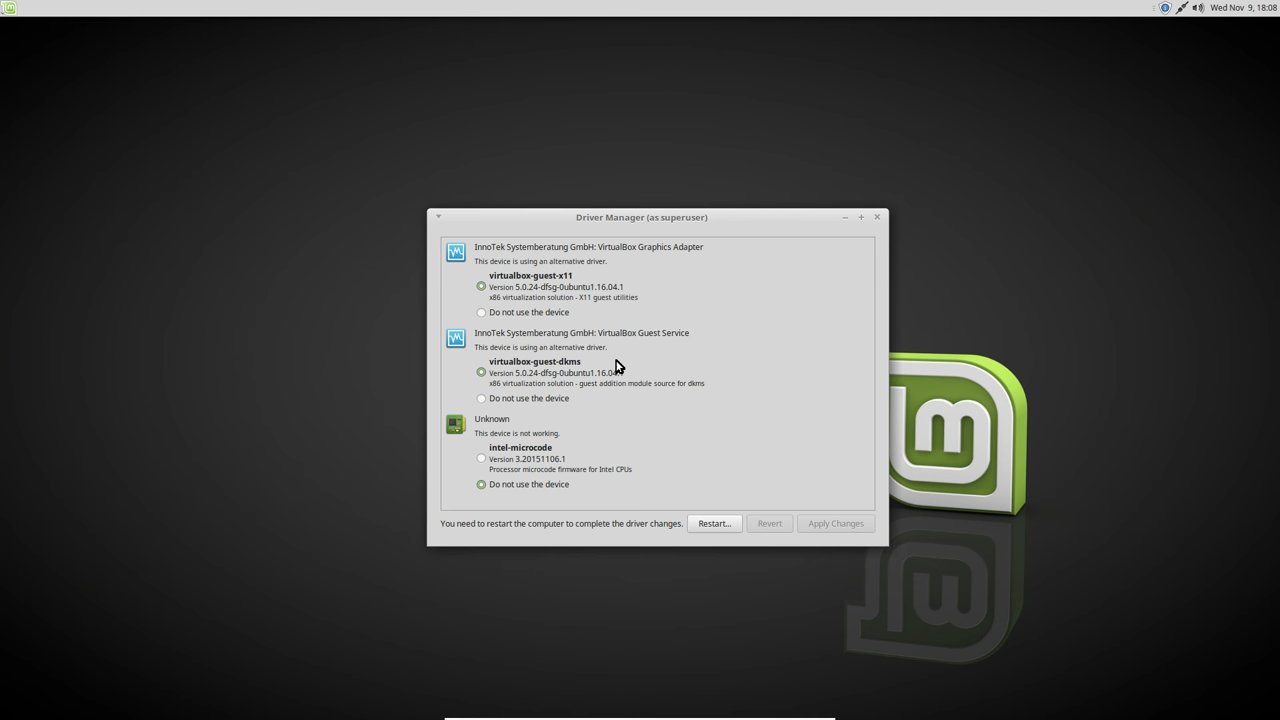 Wed Nov 9, 18:08
Driver Manager (as superuser)
InnoTek Systemberatung GmbH: VirtualBox Graphics Adapter
This device is using an alternative driver.
virtualbox-guest-x11
Version 5.0.24-dfsg-0ubuntu1.16.04.1
x86 virtualization solution - X11 guest utilities
Do not use the device
InnoTek Systemberatung GmbH: VirtualBox Guest Service
This device is using an alternative driver.
virtualbox-guest-dkms
Version 5.0.24-dfsg-0ubuntu1.16.04.1
x86 virtualization solution - guest addition module source for dkms
Do not use the device
Unknown
This device is not working.
intel-microcode
Version 3.20151106.1
Processor microcode firmware for Intel CPUs
Do not use the device
You need to restart the computer to complete the driver changes. Restart... Revert Apply Changes